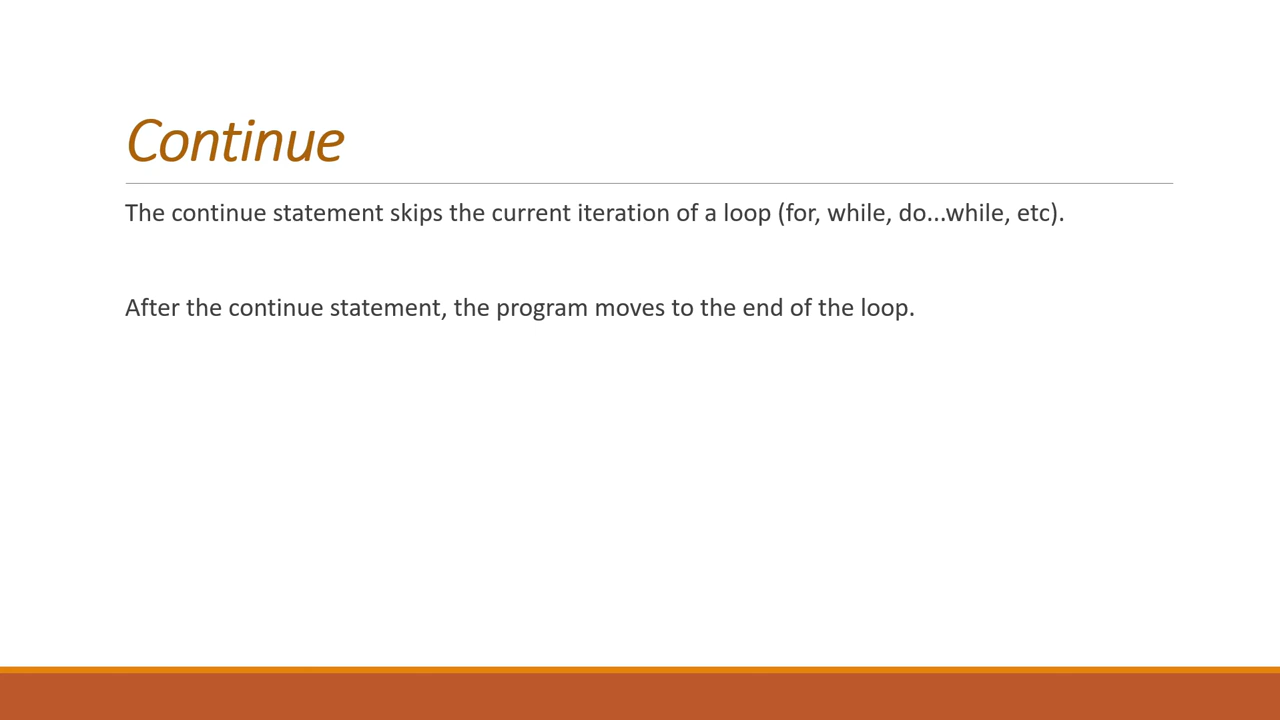 Continue
The continue statement skips the current iteration of a loop (for, while, do...while, etc).
After the continue statement, the program moves to the end of the loop.